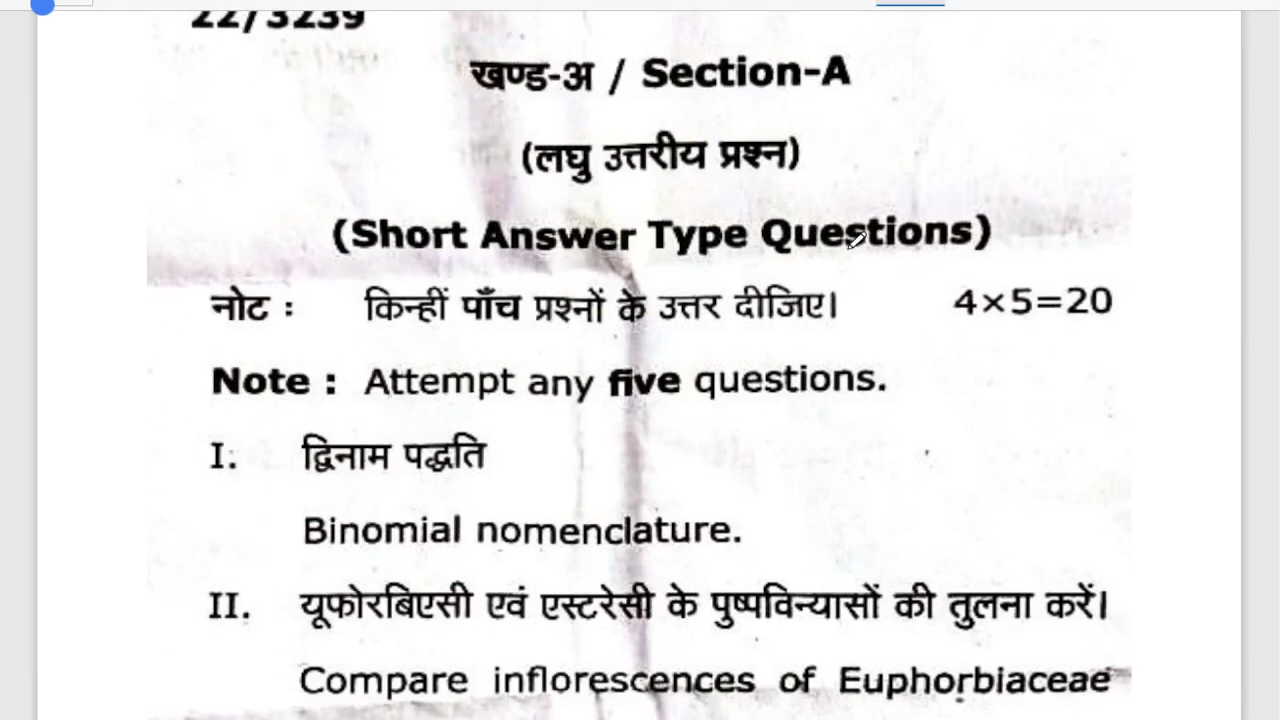 22/3239
खण्ड-अ / Section-A
(लघु उत्तरीय प्रश्न)
(Short Answer Type Questions)
नोट : किन्हीं पाँच प्रश्नों के उत्तर दीजिए। 4×5=20
Note : Attempt any five questions.
I. द्विनाम पद्धति
Binomial nomenclature.
II. यूफोरबिएसी एवं एस्टरेसी के पुष्पविन्यासों की तुलना करें।
Compare inflorescences of Euphorbiaceae